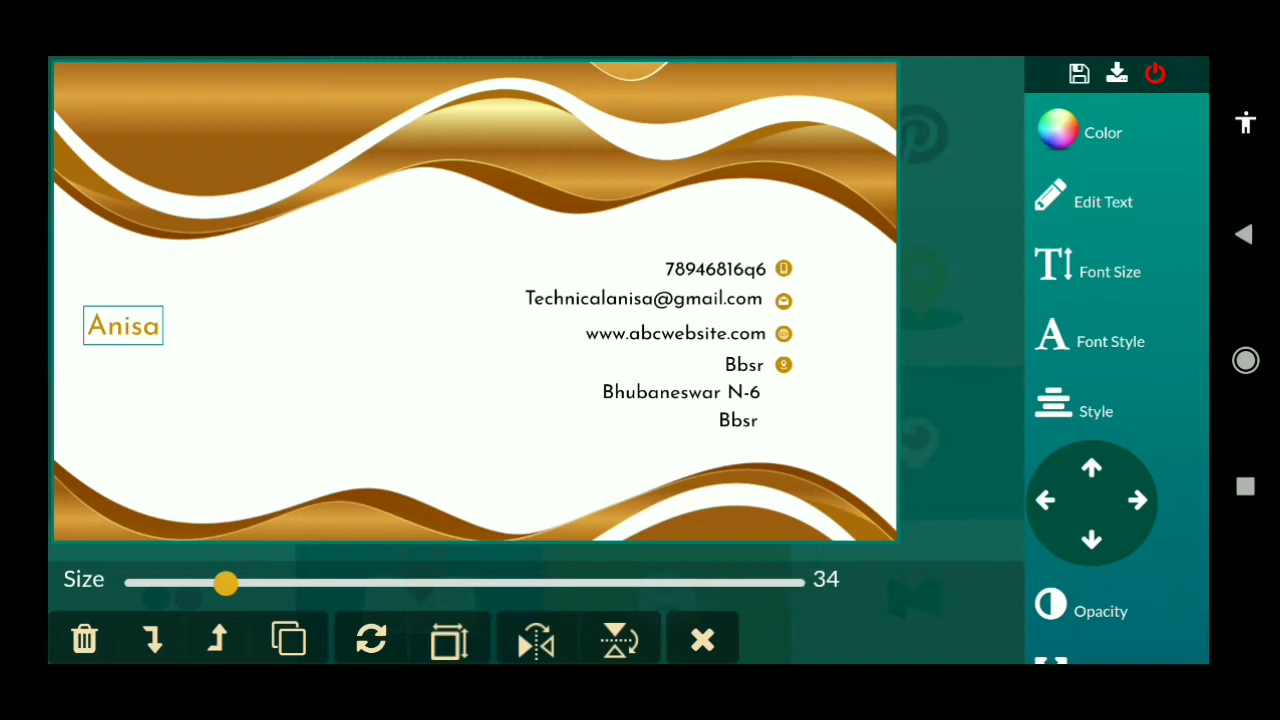 Color
Edit Text
Font Size
Font Style
Style
Opacity
78946816q6
Technicalanisa@gmail.com
www.abcwebsite.com
Bbsr
Bhubaneswar N-6
Bbsr
Anisa
Size 34